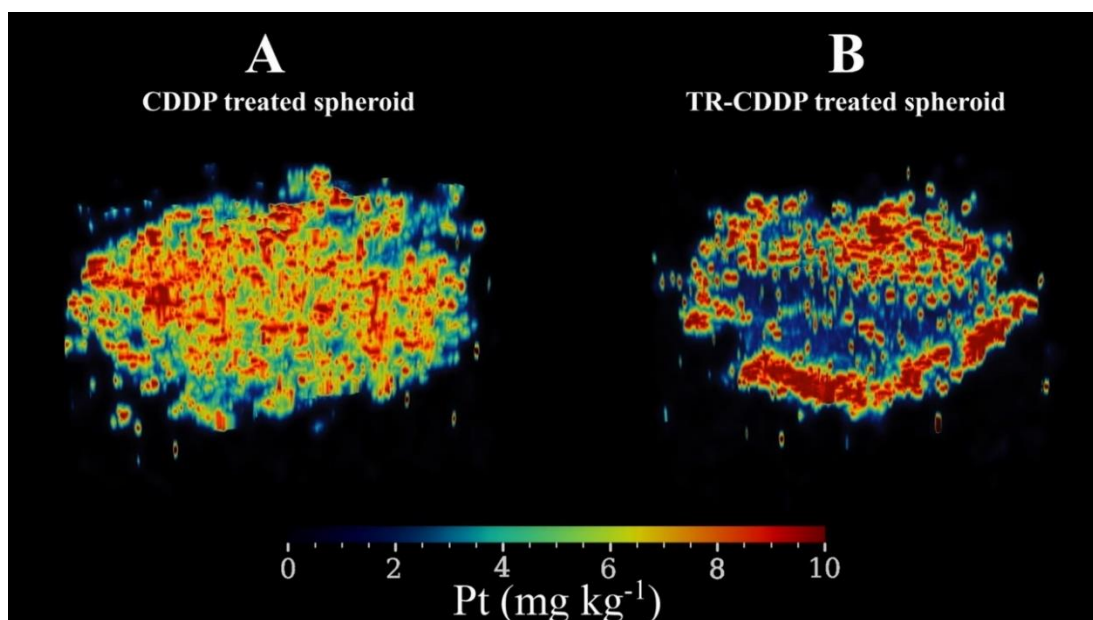 A
CDDP treated spheroid
B
TR-CDDP treated spheroid
0 2 4 6 8 10
Pt (mg kg⁻¹)